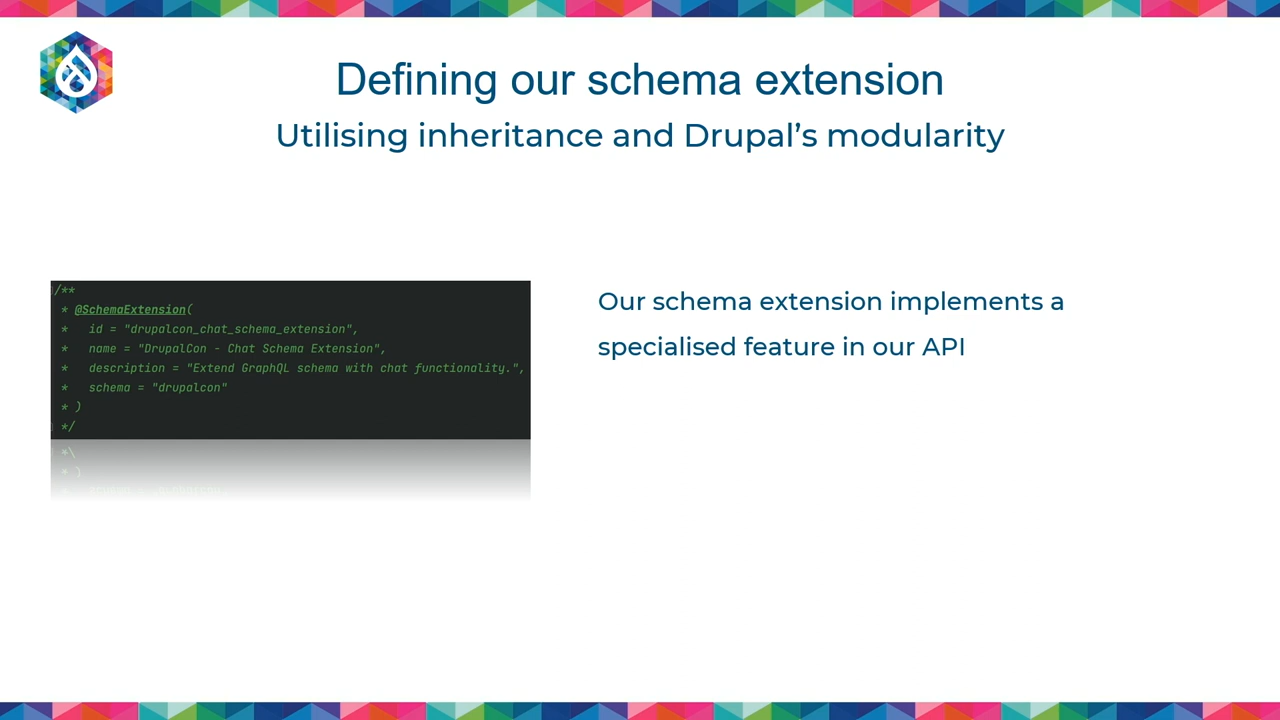 Defining our schema extension
Utilising inheritance and Drupal’s modularity
/**
* @SchemaExtension(
*   id = "drupalcon_chat_schema_extension",
*   name = "DrupalCon - Chat Schema Extension",
*   description = "Extend GraphQL schema with chat functionality.",
*   schema = "drupalcon"
* )
*/
Our schema extension implements a
specialised feature in our API